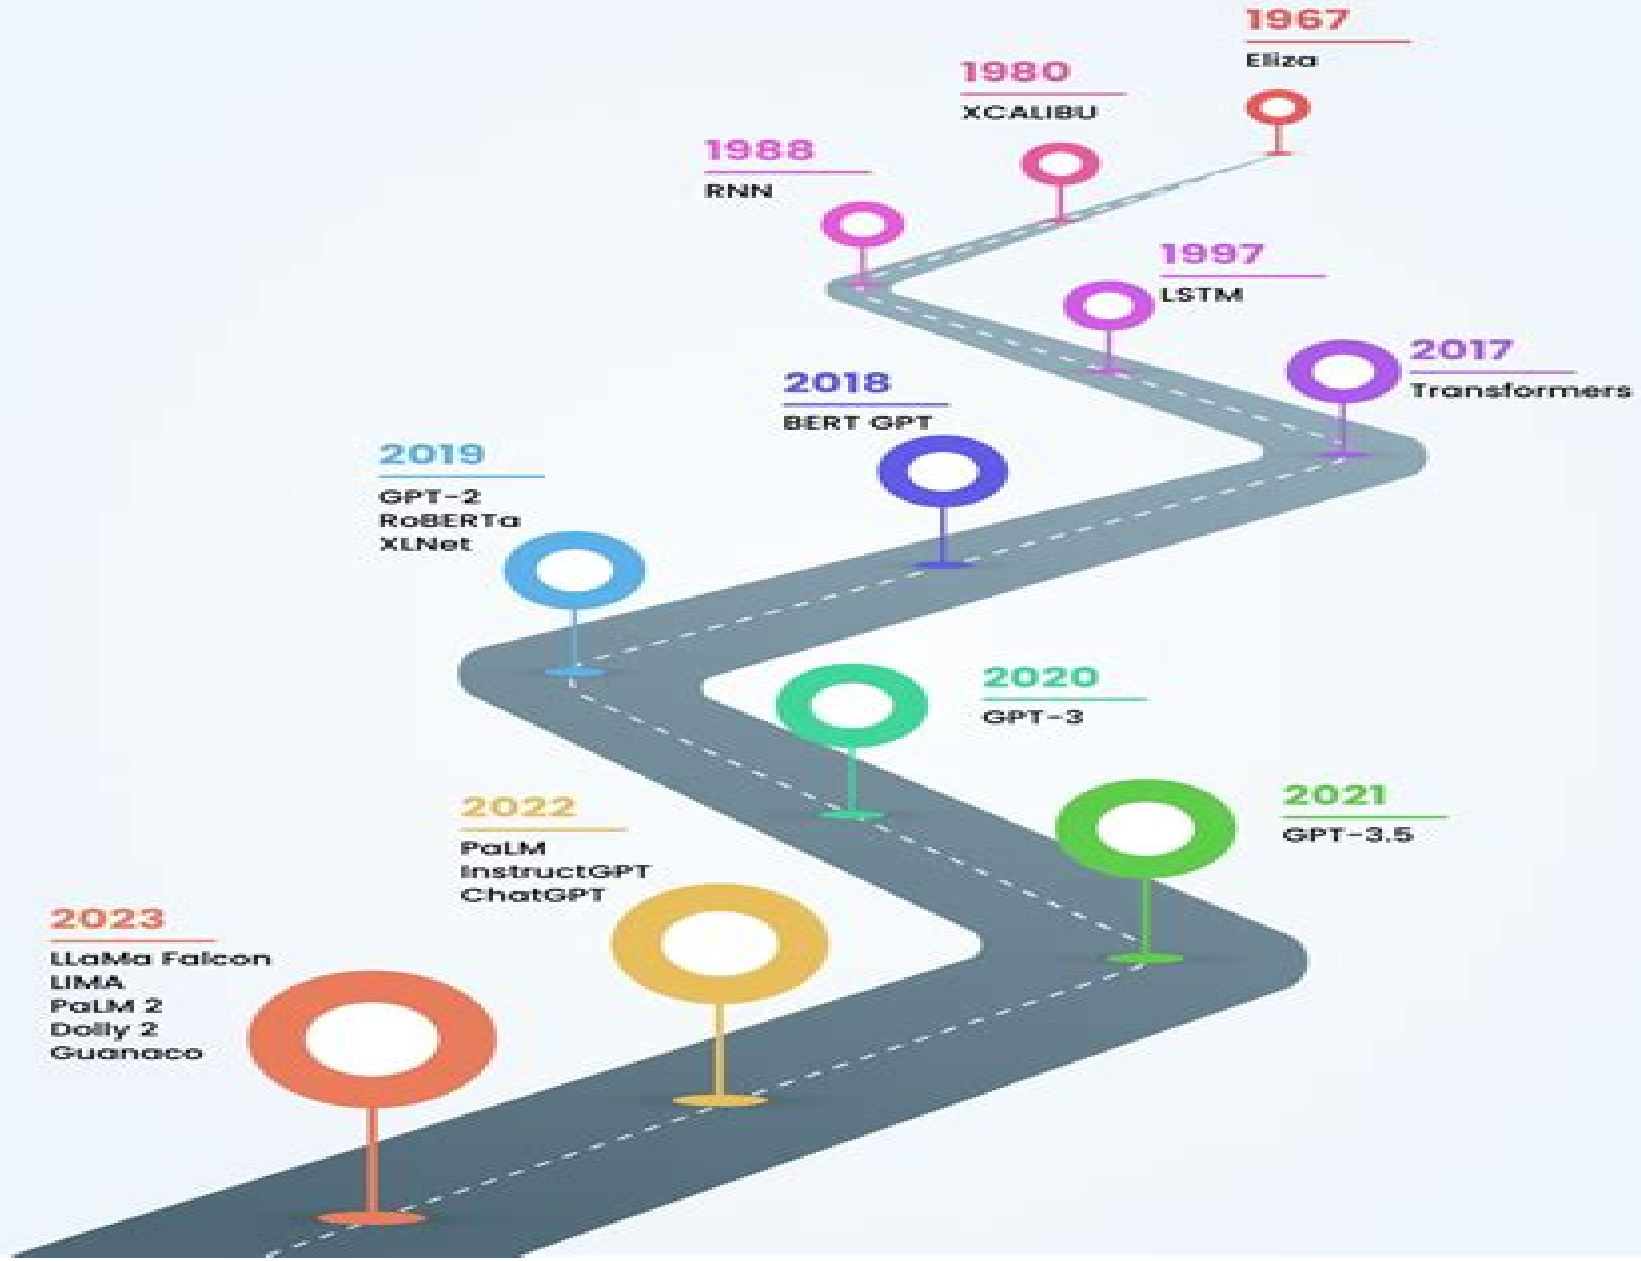 1967
Eliza
1980
XCALIBU
1988
RNN
1997
LSTM
2017
Transformers
2018
BERT GPT
2019
GPT-2
RoBERTa
XLNet
2020
GPT-3
2021
GPT-3.5
2022
PaLM
InstructGPT
ChatGPT
2023
LLaMa Falcon
LIMA
PaLM 2
Dolly 2
Guanaco